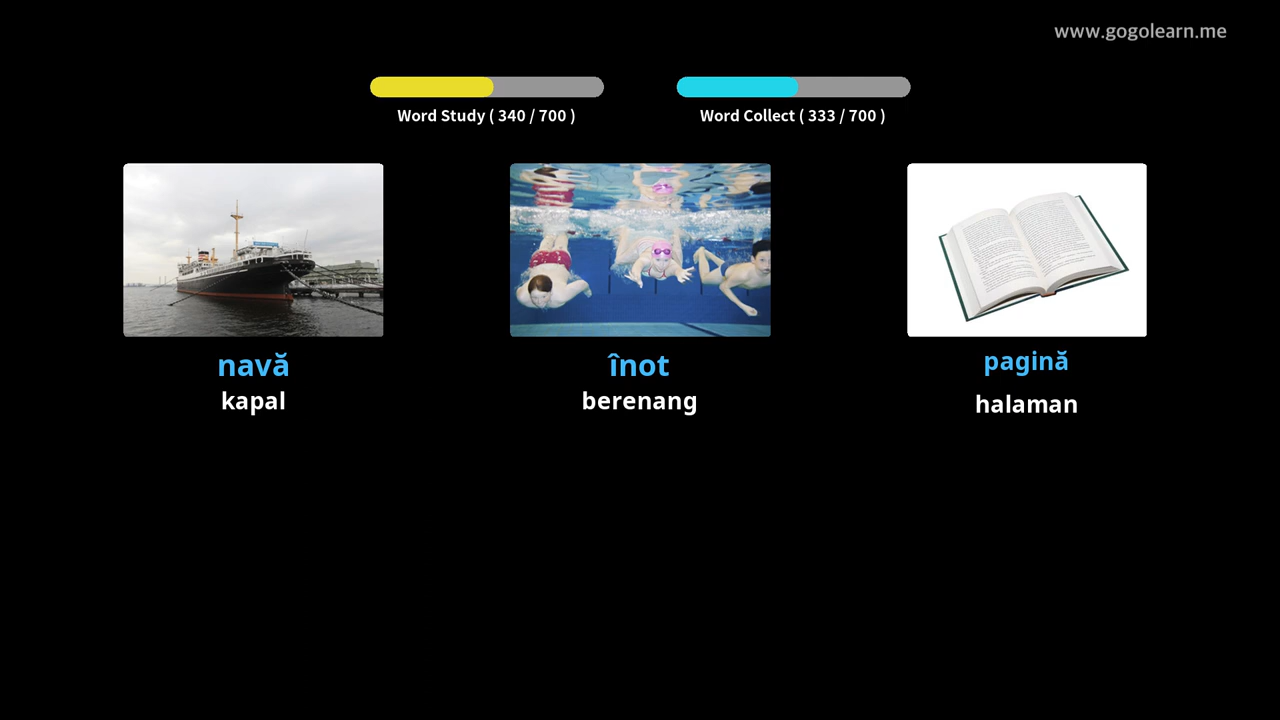 www.gogolearn.me
Word Study ( 340 / 700 )
Word Collect ( 333 / 700 )
navă
kapal
înot
berenang
pagină
halaman